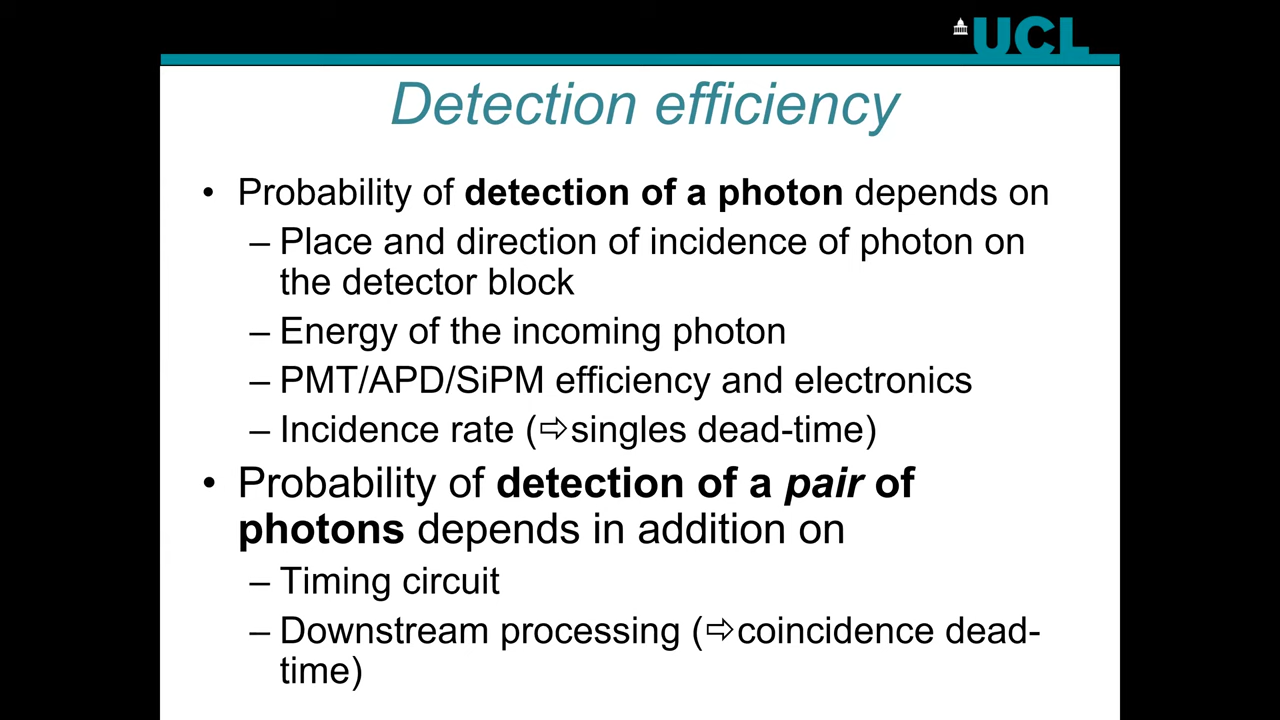 UCL
Detection efficiency
• Probability of detection of a photon depends on
– Place and direction of incidence of photon on
the detector block
– Energy of the incoming photon
– PMT/APD/SiPM efficiency and electronics
– Incidence rate (⇨singles dead-time)
• Probability of detection of a pair of
photons depends in addition on
– Timing circuit
– Downstream processing (⇨coincidence dead-
time)